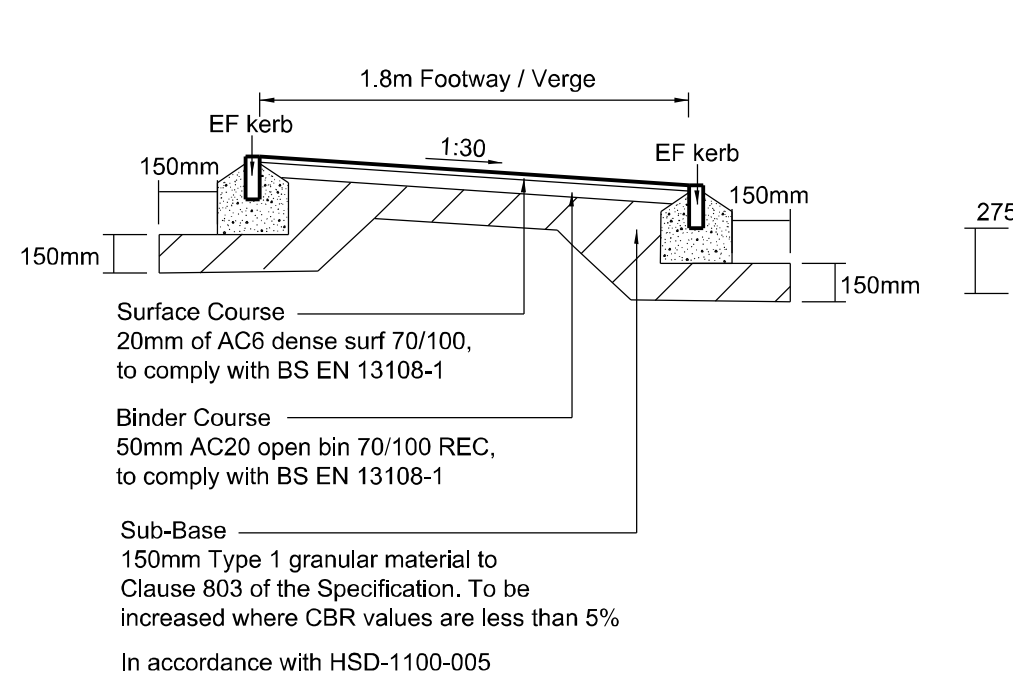 1.8m Footway / Verge
EF kerb
1:30
EF kerb
150mm
150mm
275
150mm
150mm
Surface Course
20mm of AC6 dense surf 70/100,
to comply with BS EN 13108-1
Binder Course
50mm AC20 open bin 70/100 REC,
to comply with BS EN 13108-1
Sub-Base
150mm Type 1 granular material to
Clause 803 of the Specification. To be
increased where CBR values are less than 5%
In accordance with HSD-1100-005